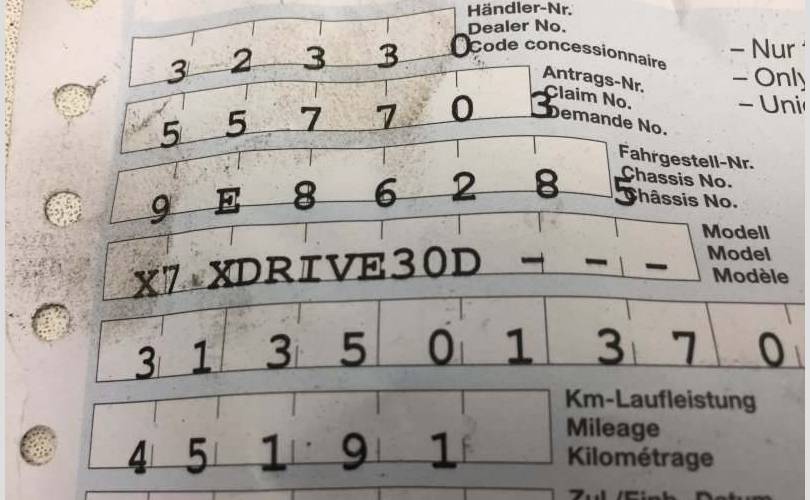 3 2 3 3 0
Händler-Nr.
Dealer No.
Code concessionnaire
5 5 7 7 0 3
Antrags-Nr.
Claim No.
Demande No.
– Nur
– Only
– Uni
9 E 8 6 2 8 5
Fahrgestell-Nr.
Chassis No.
Châssis No.
X7 XDRIVE30D - - -
Modell
Model
Modèle
3 1 3 5 0 1 3 7 0
4 5 1 9 1
Km-Laufleistung
Mileage
Kilométrage